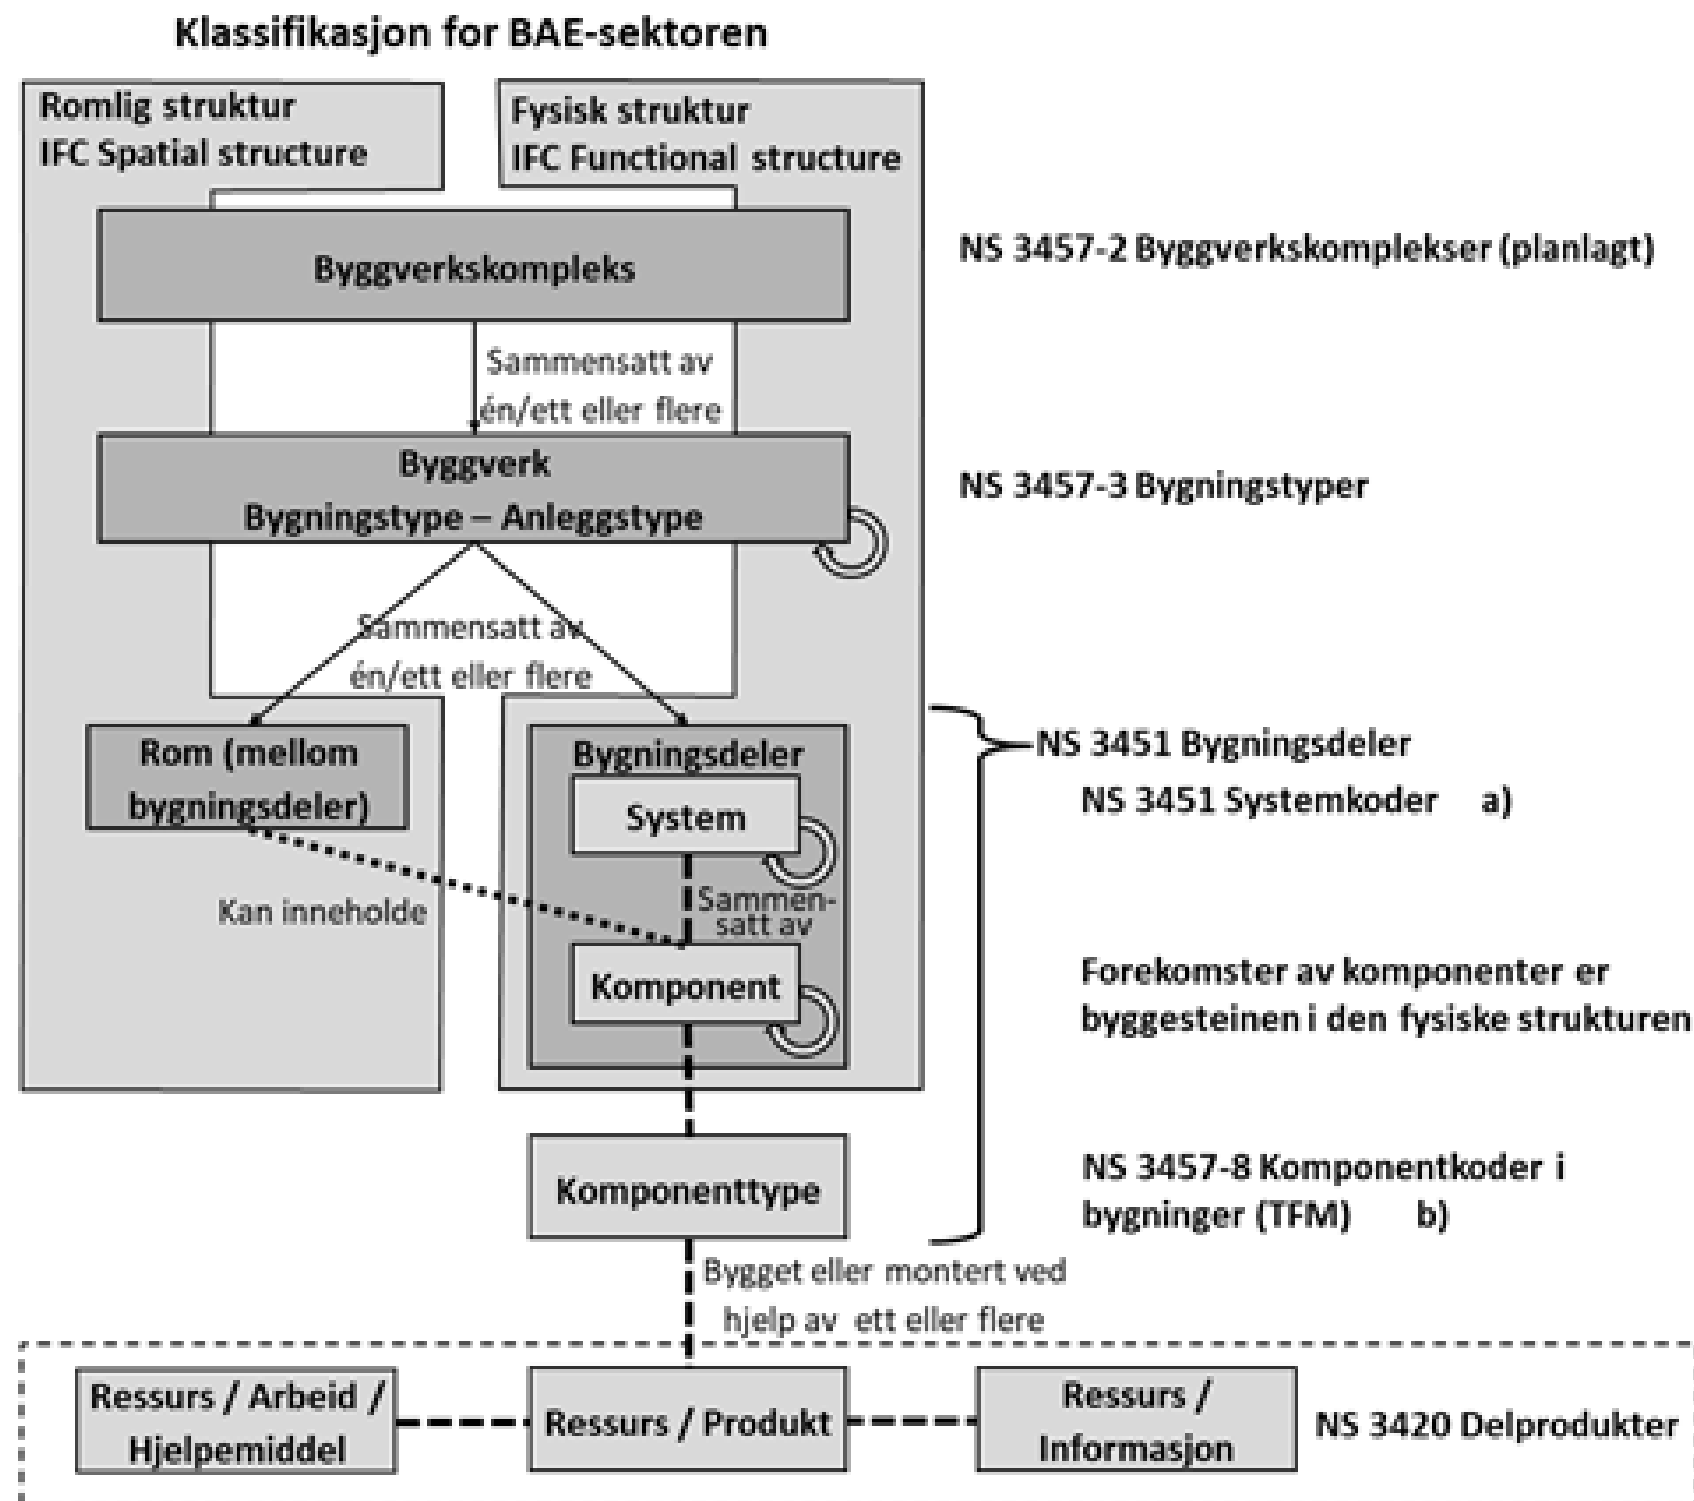 Klassifikasjon for BAE-sektoren
Romlig struktur
IFC Spatial structure
Fysisk struktur
IFC Functional structure
Byggverkskompleks
NS 3457-2 Byggverkskomplekser (planlagt)
Sammensatt av
én/ett eller flere
Byggverk
Bygningstype – Anleggstype
NS 3457-3 Bygningstyper
Sammensatt av
én/ett eller flere
Rom (mellom
bygningsdeler)
Bygningsdeler
System
NS 3451 Bygningsdeler
NS 3451 Systemkoder a)
Kan inneholde
Sammen-
satt av
Komponent
Forekomster av komponenter er
byggesteinen i den fysiske strukturen
Komponenttype
NS 3457-8 Komponentkoder i
bygninger (TFM) b)
Bygget eller montert ved
hjelp av ett eller flere
Ressurs / Arbeid /
Hjelpemiddel
Ressurs / Produkt
Ressurs /
Informasjon
NS 3420 Delprodukter